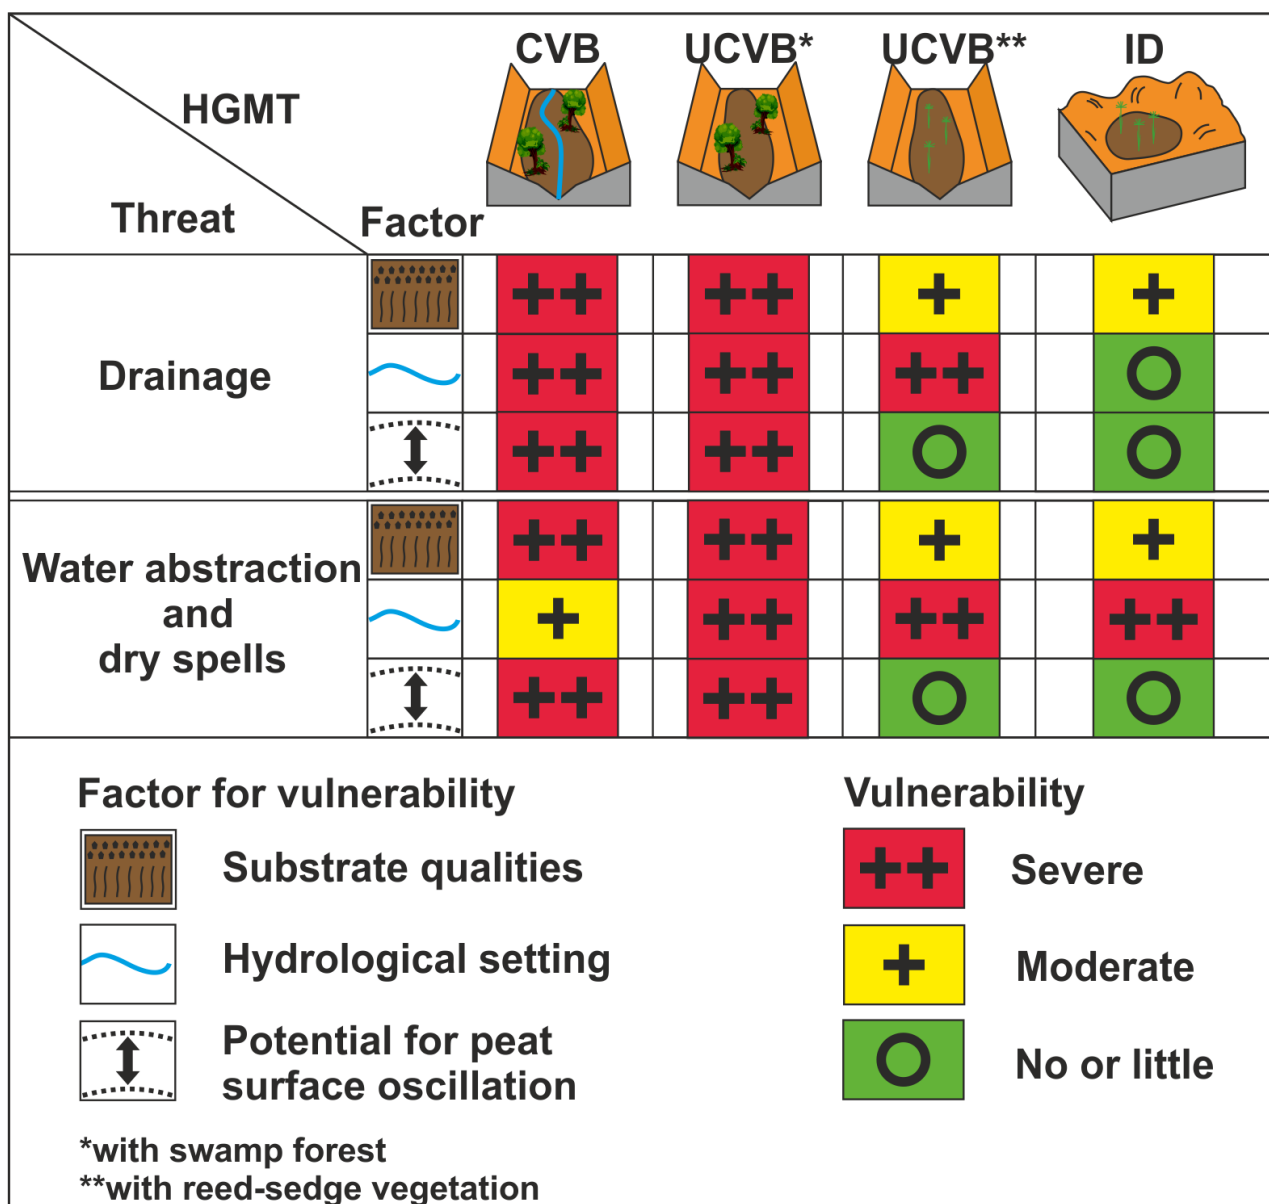 CVB UCVB* UCVB** ID
HGMT
Threat Factor
Drainage
Water abstraction
and
dry spells
Factor for vulnerability Vulnerability
Substrate qualities Severe
Hydrological setting Moderate
Potential for peat No or little
surface oscillation
*with swamp forest
**with reed-sedge vegetation